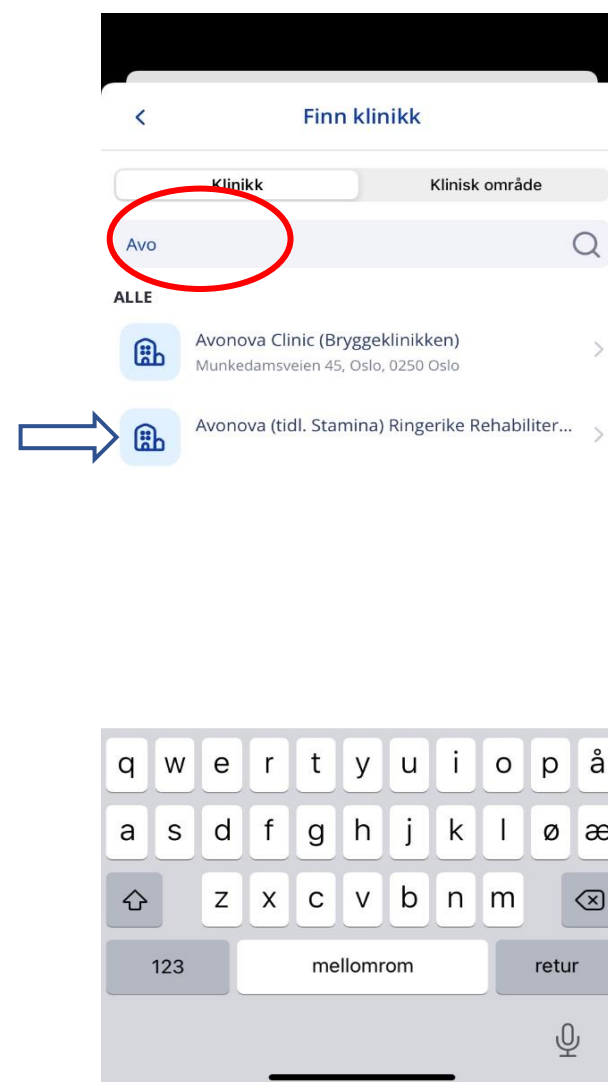 Finn klinikk
Klinikk Klinisk område
Avo
ALLE
Avonova Clinic (Bryggeklinikken)
Munkedamsveien 45, Oslo, 0250 Oslo
Avonova (tidl. Stamina) Ringerike Rehabiliter...
q w e r t y u i o p å
a s d f g h j k l ø æ
z x c v b n m
123 mellomrom retur